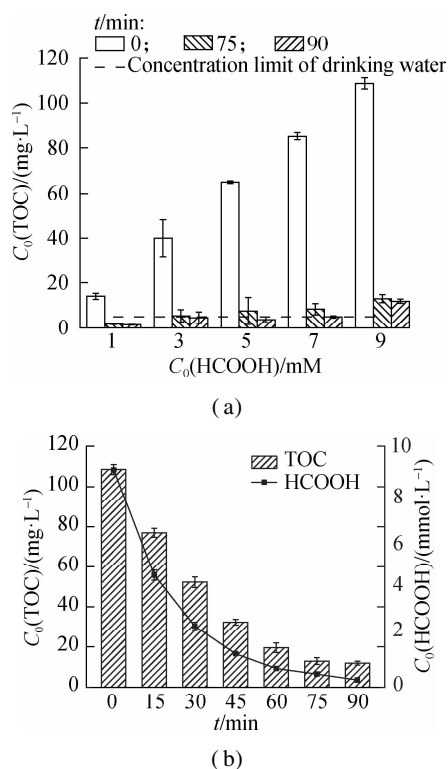 t/min:
0; 75; 90
Concentration limit of drinking water
120
100
80
60
40
20
0
C₀(TOC)/(mg·L⁻¹)
1 3 5 7 9
C₀(HCOOH)/mM
(a)
120
100
80
60
40
20
0
C₀(TOC)/(mg·L⁻¹)
TOC
HCOOH
10
8
6
4
2
0
C₀(HCOOH)/(mmol·L⁻¹)
0 15 30 45 60 75 90
t/min
(b)